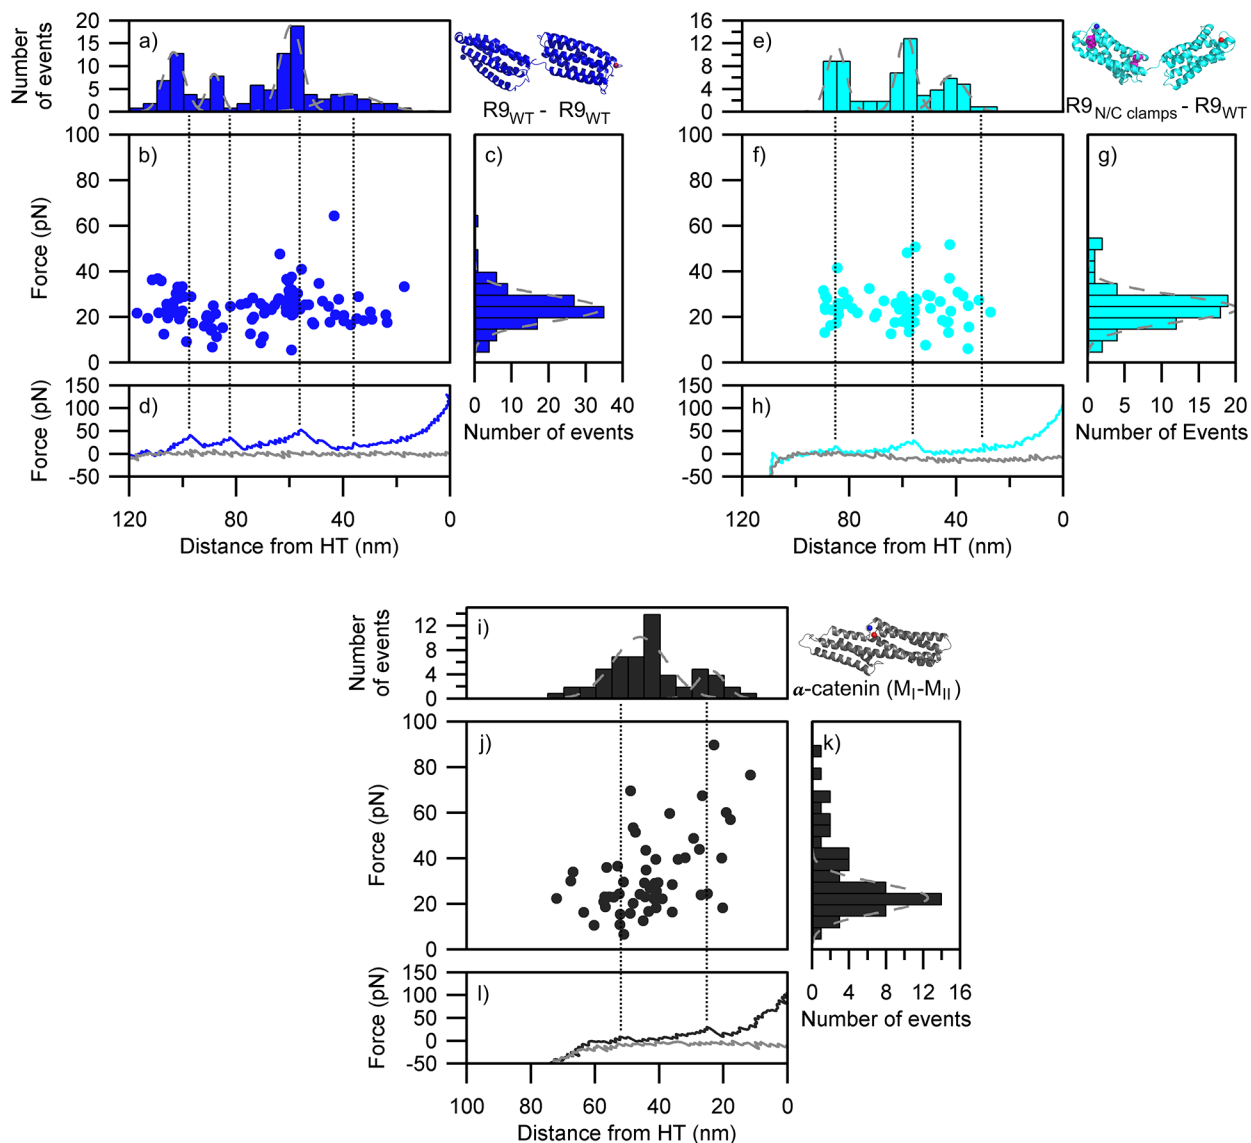 Number
of events
20
15
10
5
0
a)
R9WT - R9WT
Force (pN)
100
80
60
40
20
0
b)
c)
0 10 20 30 40
Number of events
Force (pN)
150
100
50
0
-50
d)
120 80 40 0
Distance from HT (nm)
16
12
8
4
0
e)
R9N/C clamps - R9WT
100
80
60
40
20
0
f)
g)
0 5 10 15 20
Number of Events
150
100
50
0
-50
h)
120 80 40 0
Distance from HT (nm)
Number
of events
12
8
4
0
i)
α-catenin (MI-MII)
Force (pN)
100
80
60
40
20
0
j)
k)
0 4 8 12 16
Number of events
Force (pN)
150
100
50
0
-50
l)
100 80 60 40 20 0
Distance from HT (nm)